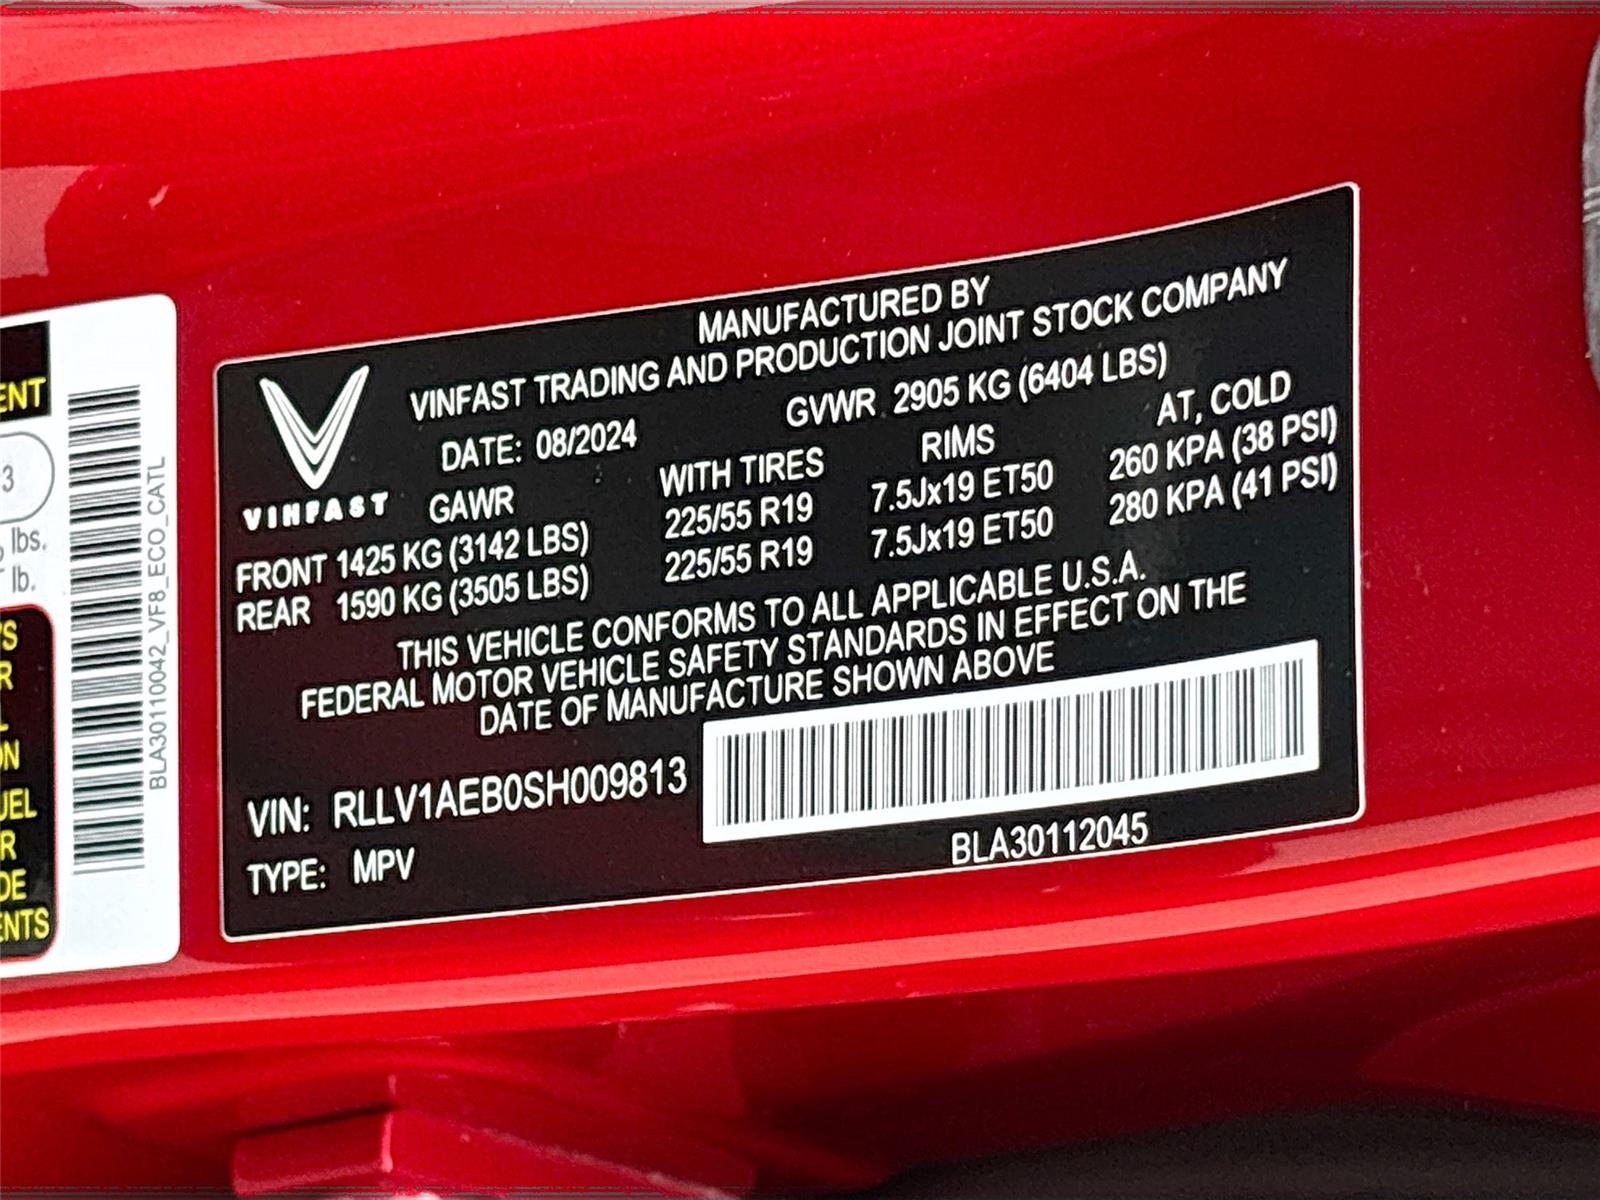 ENT
3
lbs.
lb.
BLA30110042_VF8_ECO_CATL
MANUFACTURED BY
VINFAST TRADING AND PRODUCTION JOINT STOCK COMPANY
DATE: 08/2024 GVWR 2905 KG (6404 LBS)
VINFAST GAWR WITH TIRES RIMS AT, COLD
FRONT 1425 KG (3142 LBS) 225/55 R19 7.5Jx19 ET50 260 KPA (38 PSI)
REAR 1590 KG (3505 LBS) 225/55 R19 7.5Jx19 ET50 280 KPA (41 PSI)
THIS VEHICLE CONFORMS TO ALL APPLICABLE U.S.A.
FEDERAL MOTOR VEHICLE SAFETY STANDARDS IN EFFECT ON THE
DATE OF MANUFACTURE SHOWN ABOVE
VIN: RLLV1AEB0SH009813
TYPE: MPV
BLA30112045